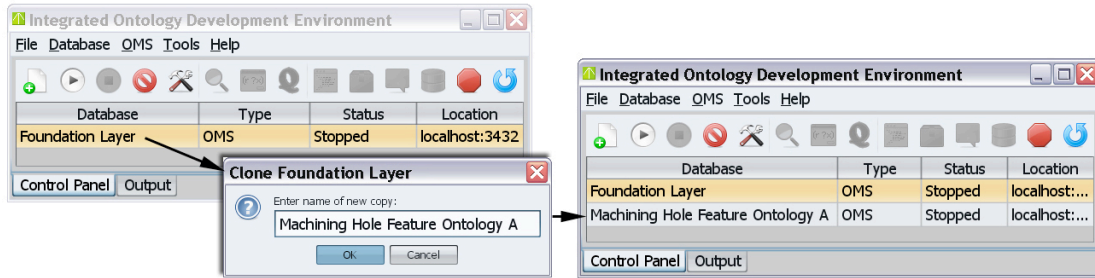 Integrated Ontology Development Environment
File Database OMS Tools Help
Database Type Status Location
Foundation Layer OMS Stopped localhost:3432
Control Panel Output
Clone Foundation Layer
Enter name of new copy:
Machining Hole Feature Ontology A
OK Cancel
Integrated Ontology Development Environment
File Database OMS Tools Help
Database Type Status Location
Foundation Layer OMS Stopped localhost:...
Machining Hole Feature Ontology A OMS Stopped localhost:...
Control Panel Output